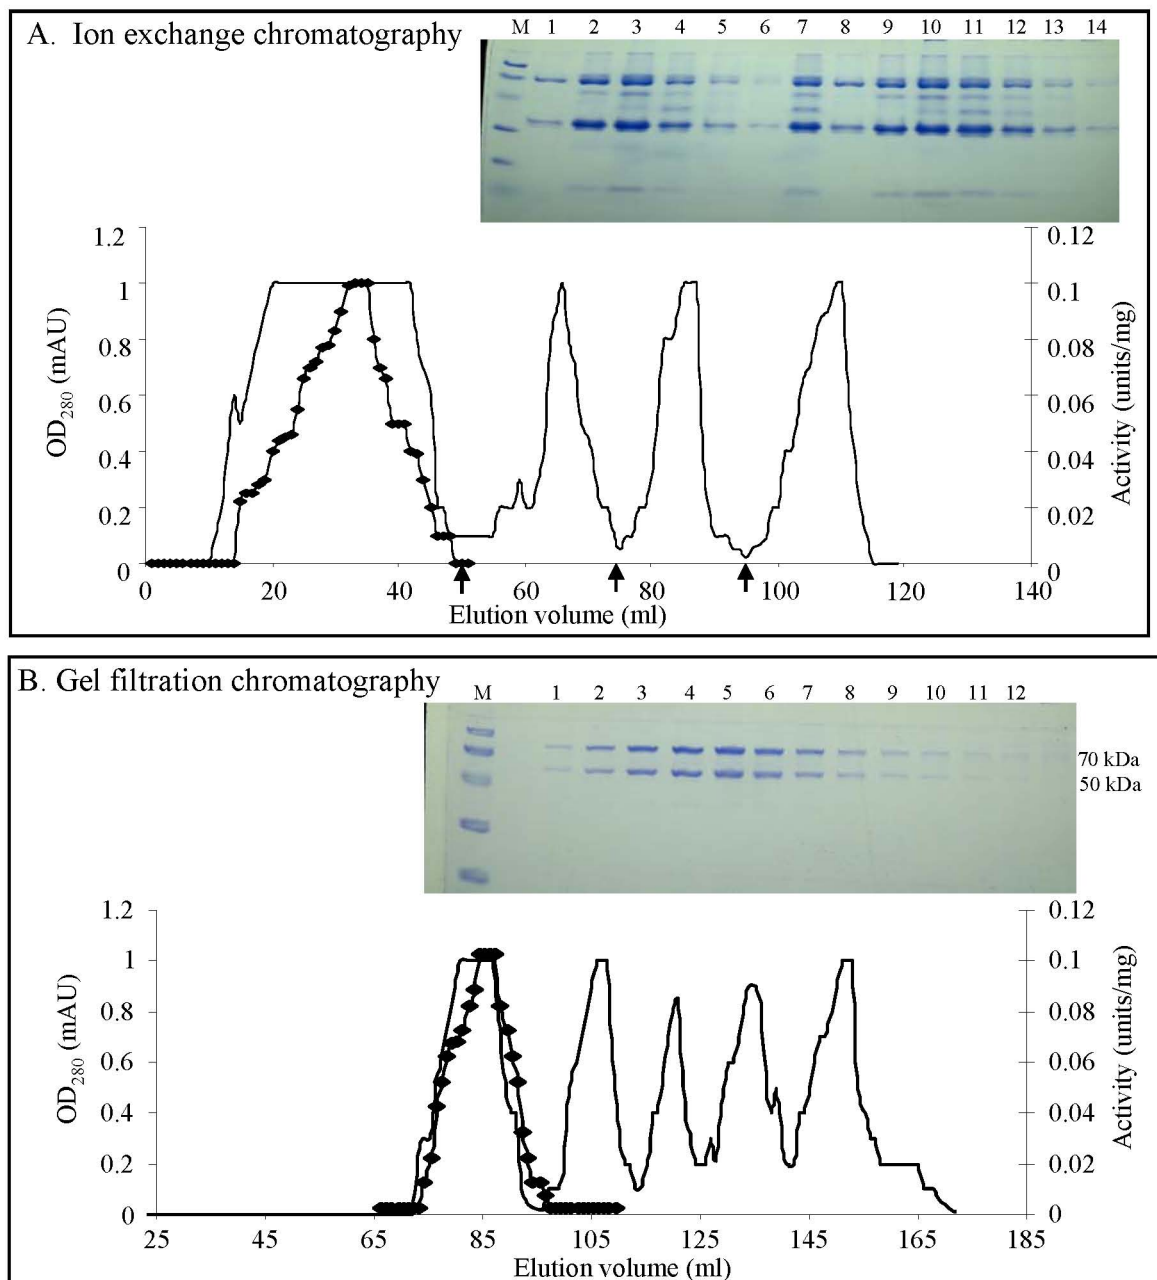 A. Ion exchange chromatography
M 1 2 3 4 5 6 7 8 9 10 11 12 13 14
1.2 0.12
1 0.1
0.8 0.08
0.6 0.06
0.4 0.04
0.2 0.02
0 0
OD280 (mAU)
Activity (units/mg)
0 20 40 60 80 100 120 140
Elution volume (ml)
B. Gel filtration chromatography
M 1 2 3 4 5 6 7 8 9 10 11 12
70 kDa
50 kDa
1.2 0.12
1 0.1
0.8 0.08
0.6 0.06
0.4 0.04
0.2 0.02
0 0
OD280 (mAU)
Activity (units/mg)
25 45 65 85 105 125 145 165 185
Elution volume (ml)